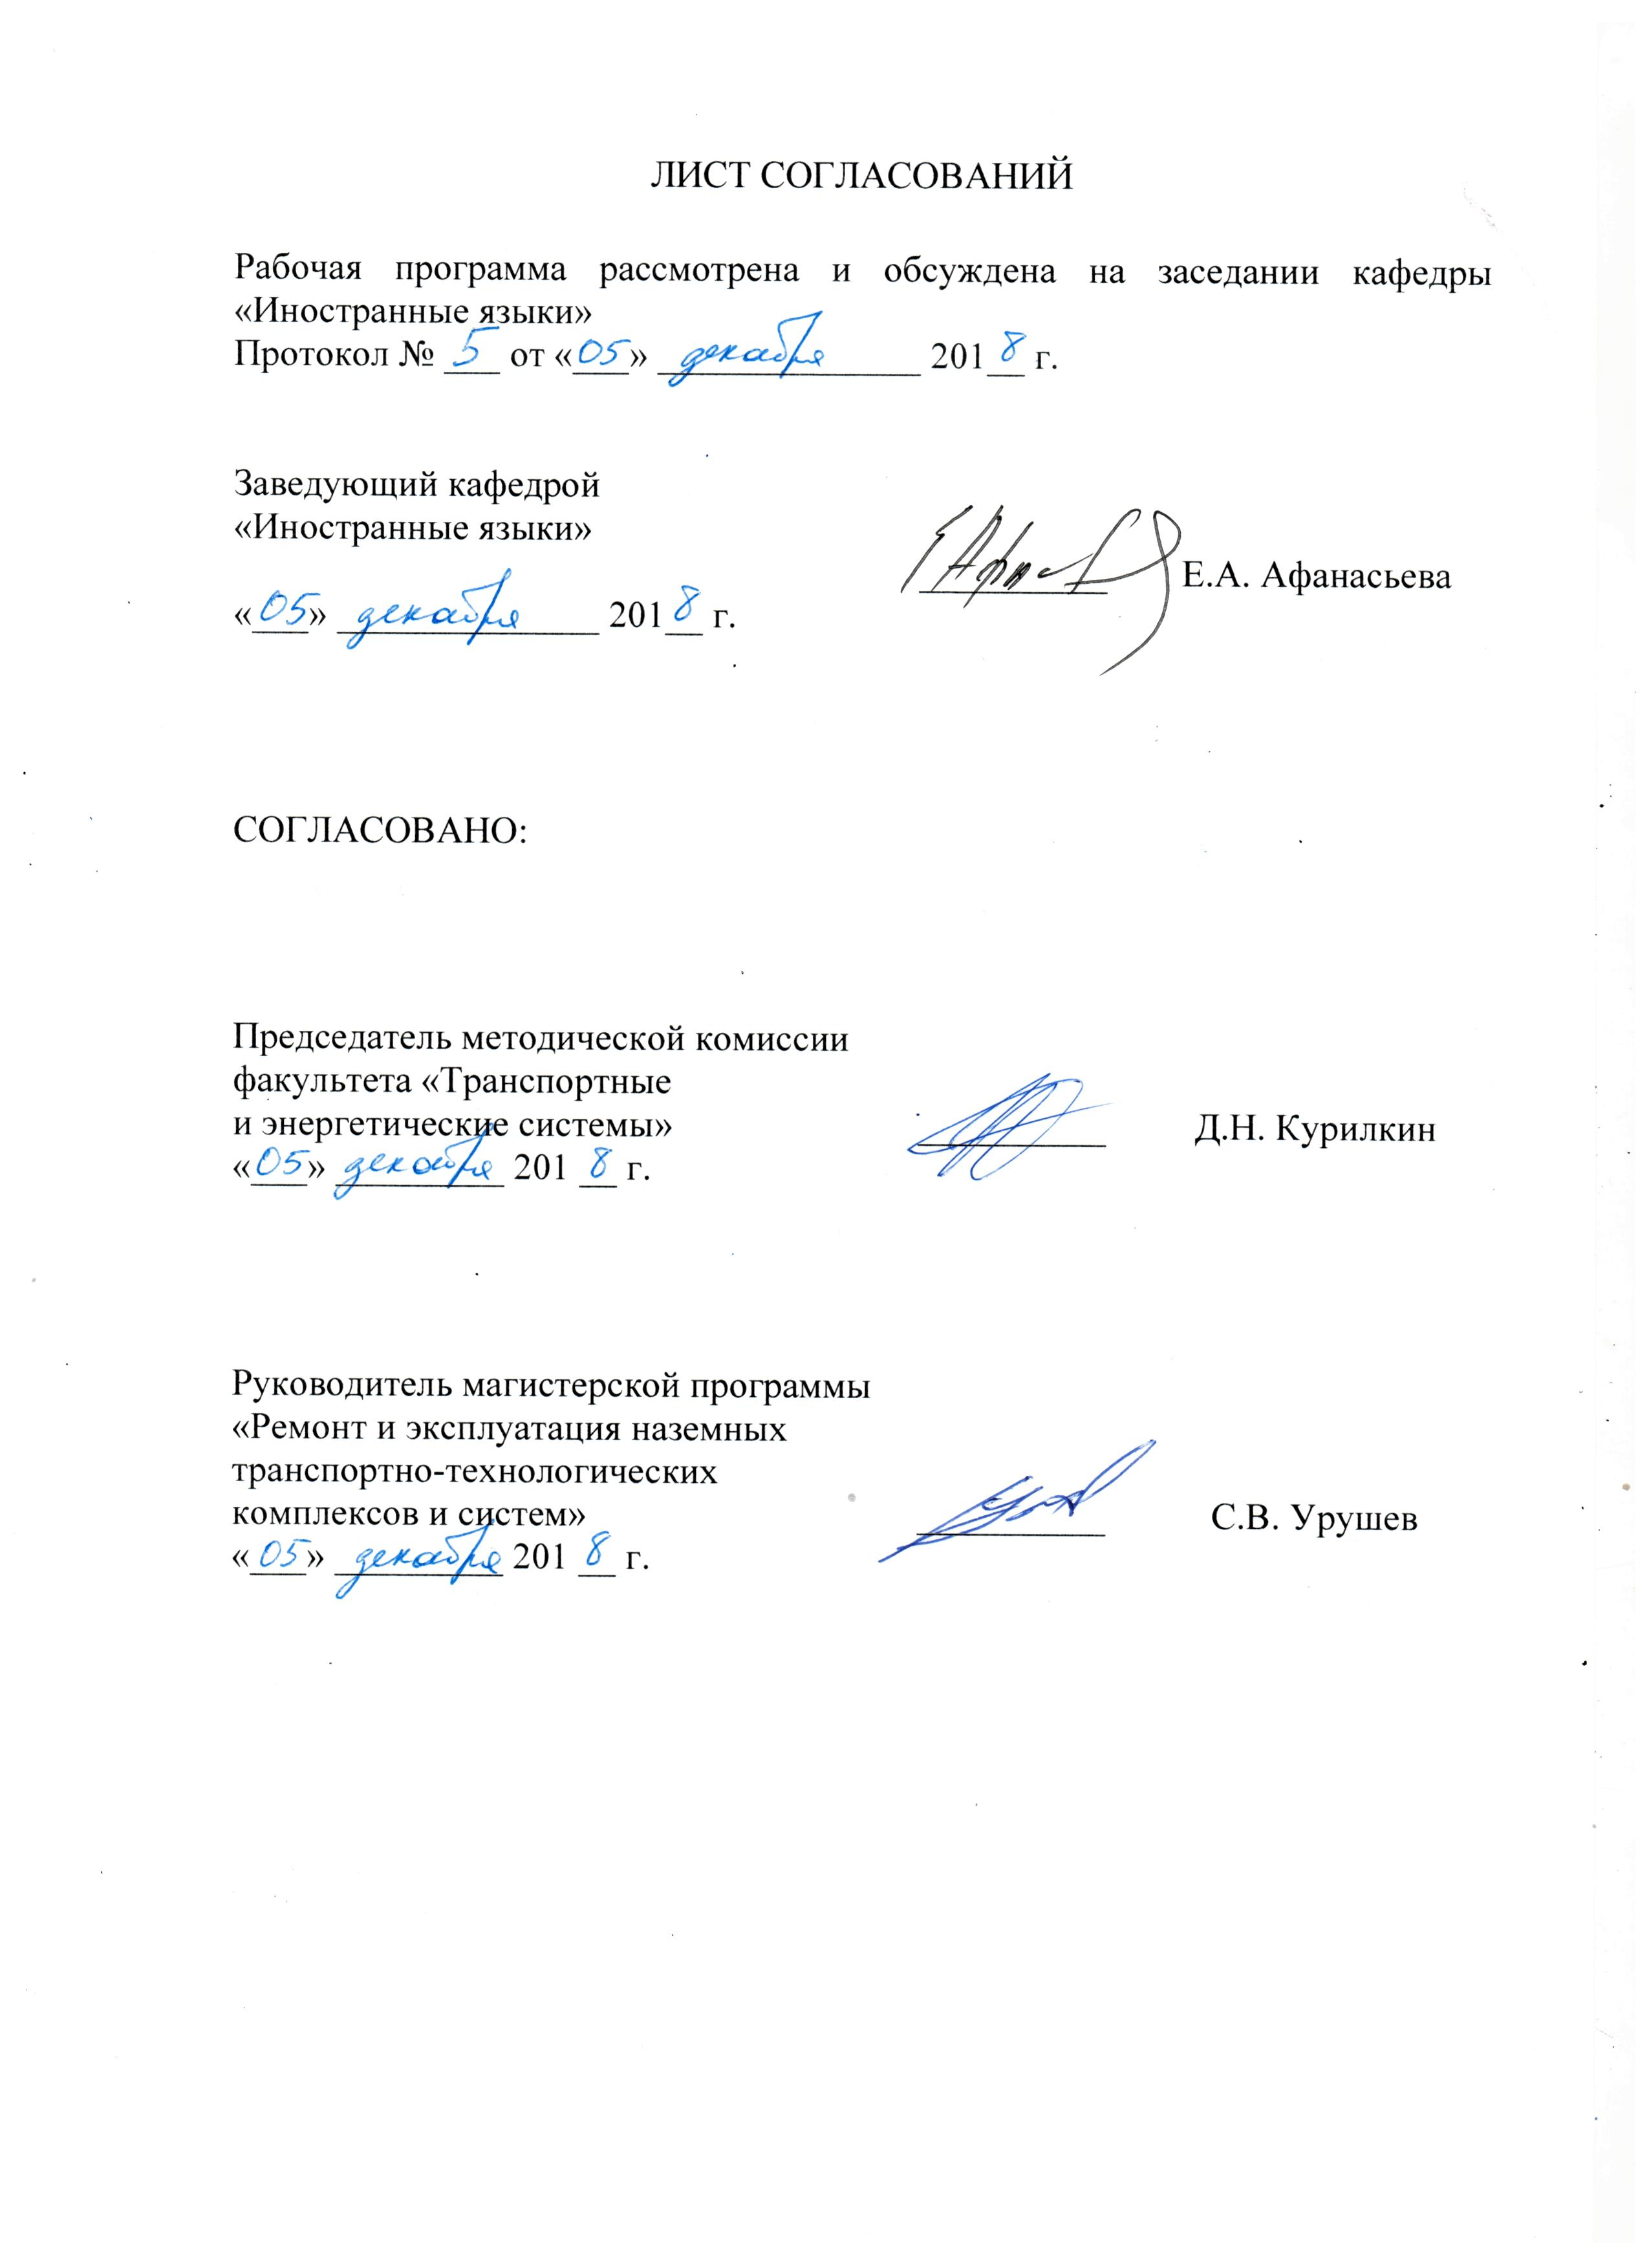 ЛИСТ СОГЛАСОВАНИЙ
Рабочая программа рассмотрена и обсуждена на заседании кафедры
«Иностранные языки»
Протокол № 5 от «05» декабря 2018 г.
Заведующий кафедрой
«Иностранные языки»
Е.А. Афанасьева
«05» декабря 2018 г.
СОГЛАСОВАНО:
Председатель методической комиссии
факультета «Транспортные
и энергетические системы» Д.Н. Курилкин
«05» декабря 201 8 г.
Руководитель магистерской программы
«Ремонт и эксплуатация наземных
транспортно-технологических
комплексов и систем» С.В. Урушев
«05» декабря 201 8 г.